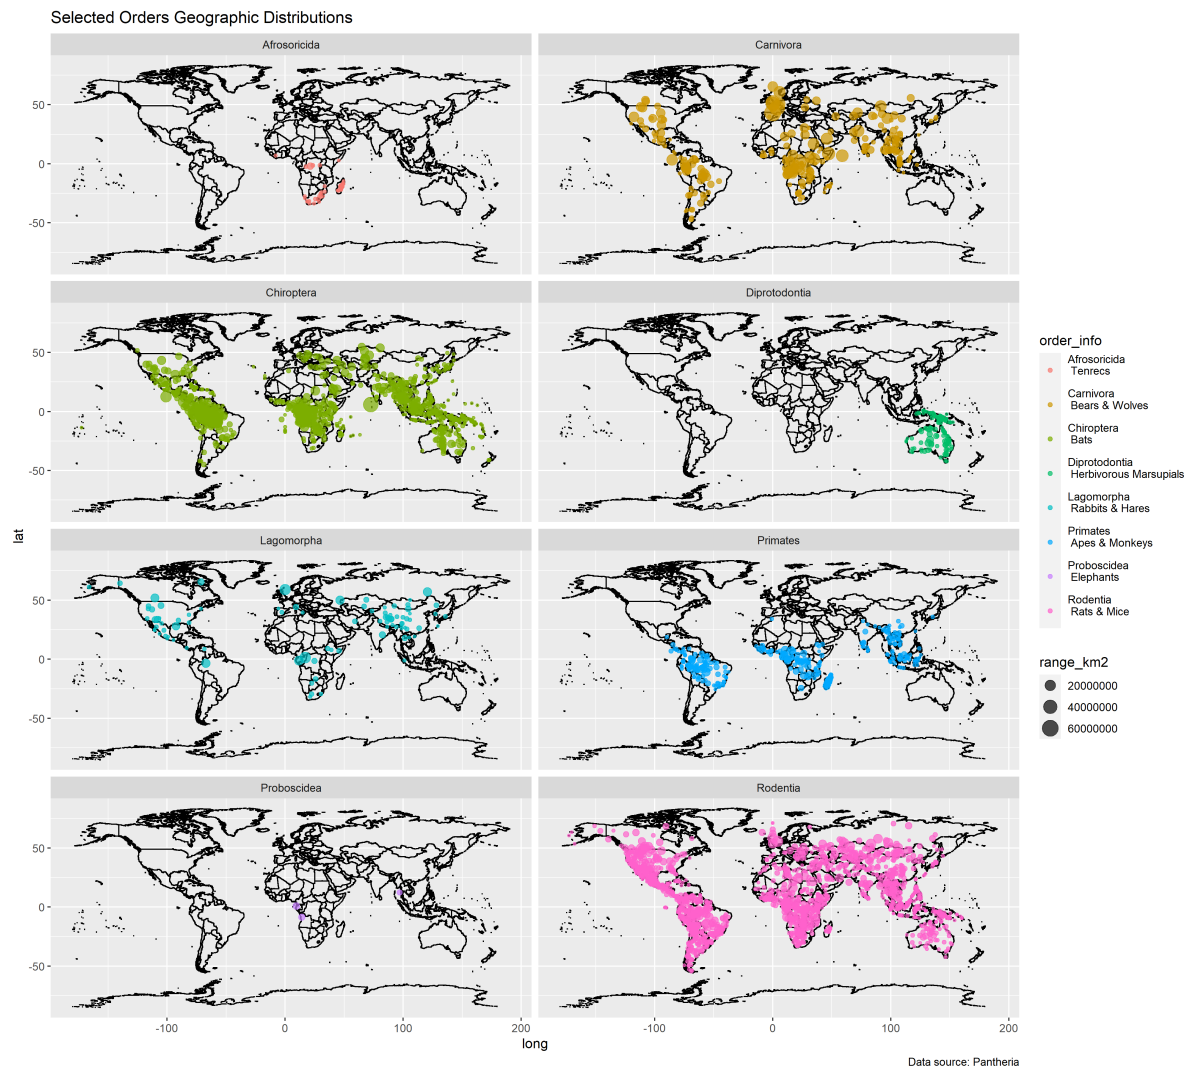 Selected Orders Geographic Distributions
Afrosoricida
Carnivora
50
0
-50
Chiroptera
Diprotodontia
50
0
-50
Lagomorpha
Primates
50
0
-50
Proboscidea
Rodentia
50
0
-50
-100
0
100
200
-100
0
100
200
lat
long
order_info
Afrosoricida
Tenrecs
Carnivora
Bears & Wolves
Chiroptera
Bats
Diprotodontia
Herbivorous Marsupials
Lagomorpha
Rabbits & Hares
Primates
Apes & Monkeys
Proboscidea
Elephants
Rodentia
Rats & Mice
range_km2
20000000
40000000
60000000
Data source: Pantheria